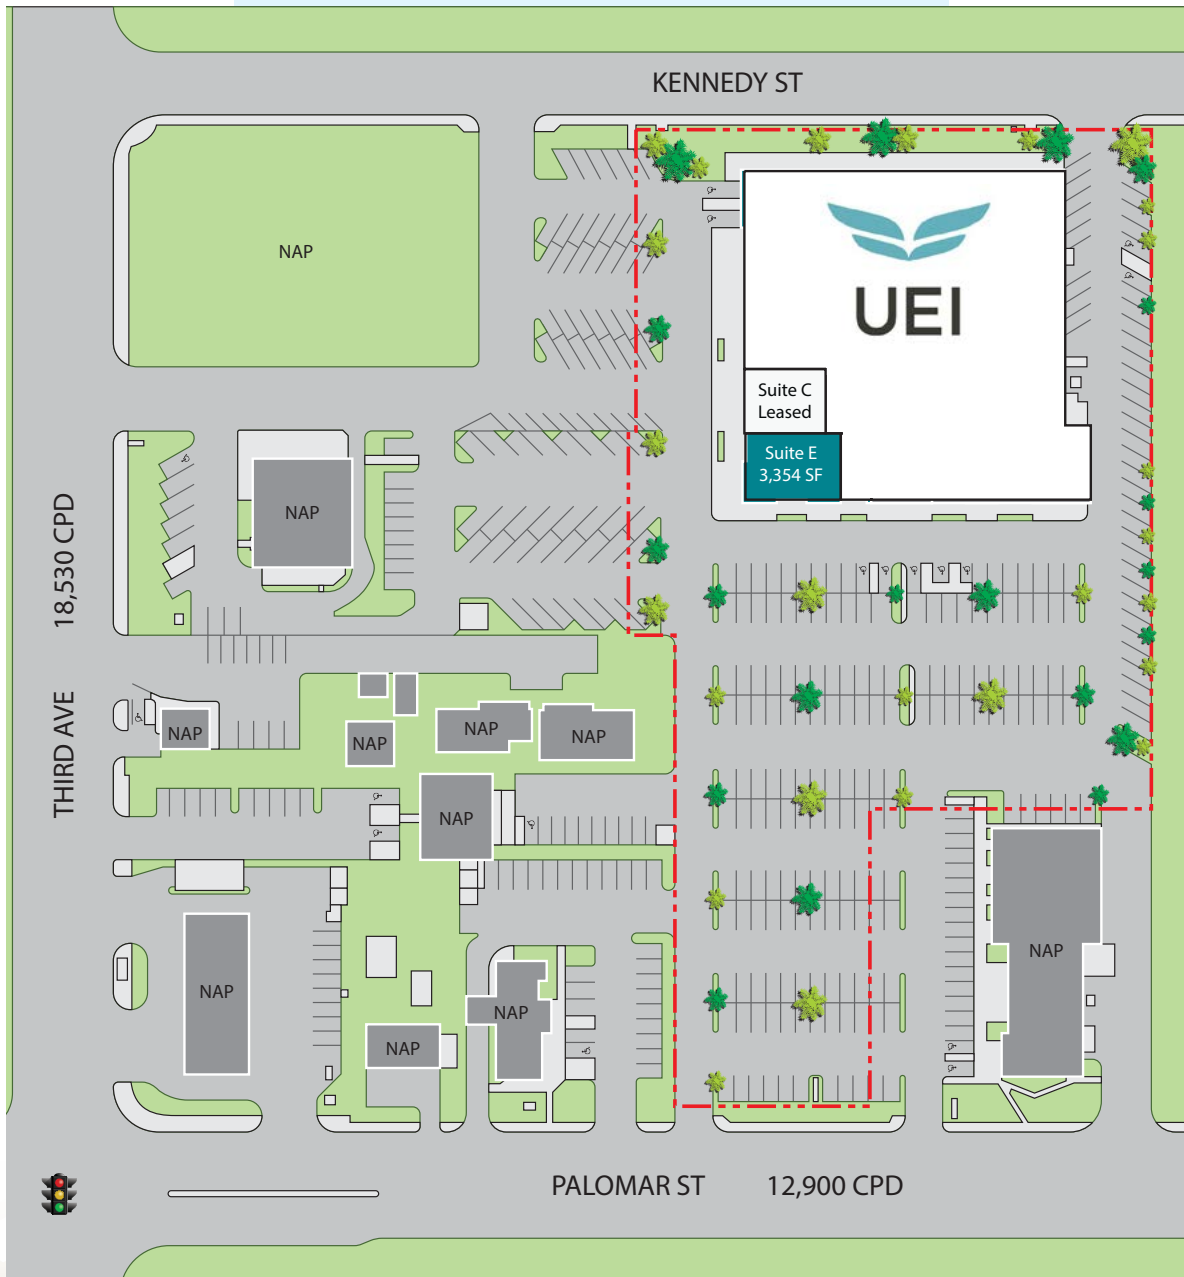 KENNEDY ST
NAP
UEI
Suite C
Leased
Suite E
3,354 SF
NAP
18,530 CPD
THIRD AVE
NAP
NAP
NAP
NAP
NAP
NAP
NAP
NAP
NAP
PALOMAR ST 12,900 CPD